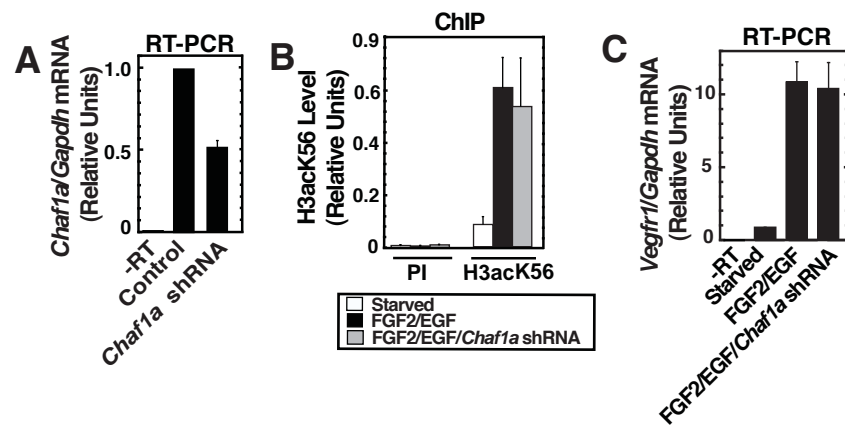 A
RT-PCR
Chaf1a/Gapdh mRNA
(Relative Units)
1.0
0.5
0
-RT
Control
Chaf1a shRNA
B
ChIP
H3acK56 Level
(Relative Units)
0.9
0.6
0.2
0
PI
H3acK56
Starved
FGF2/EGF
FGF2/EGF/Chaf1a shRNA
C
RT-PCR
Vegfr1/Gapdh mRNA
(Relative Units)
10
5
0
-RT
Starved
FGF2/EGF
FGF2/EGF/Chaf1a shRNA